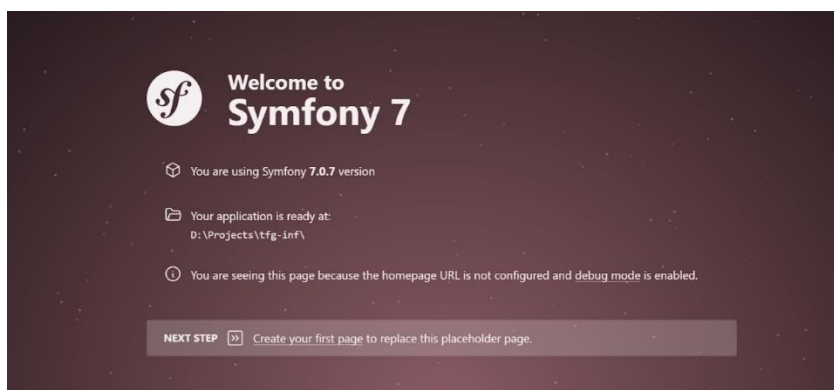 sf
Welcome to
Symfony 7
You are using Symfony 7.0.7 version
Your application is ready at:
D:\Projects\tfg-inf\
You are seeing this page because the homepage URL is not configured and debug mode is enabled.
NEXT STEP Create your first page to replace this placeholder page.